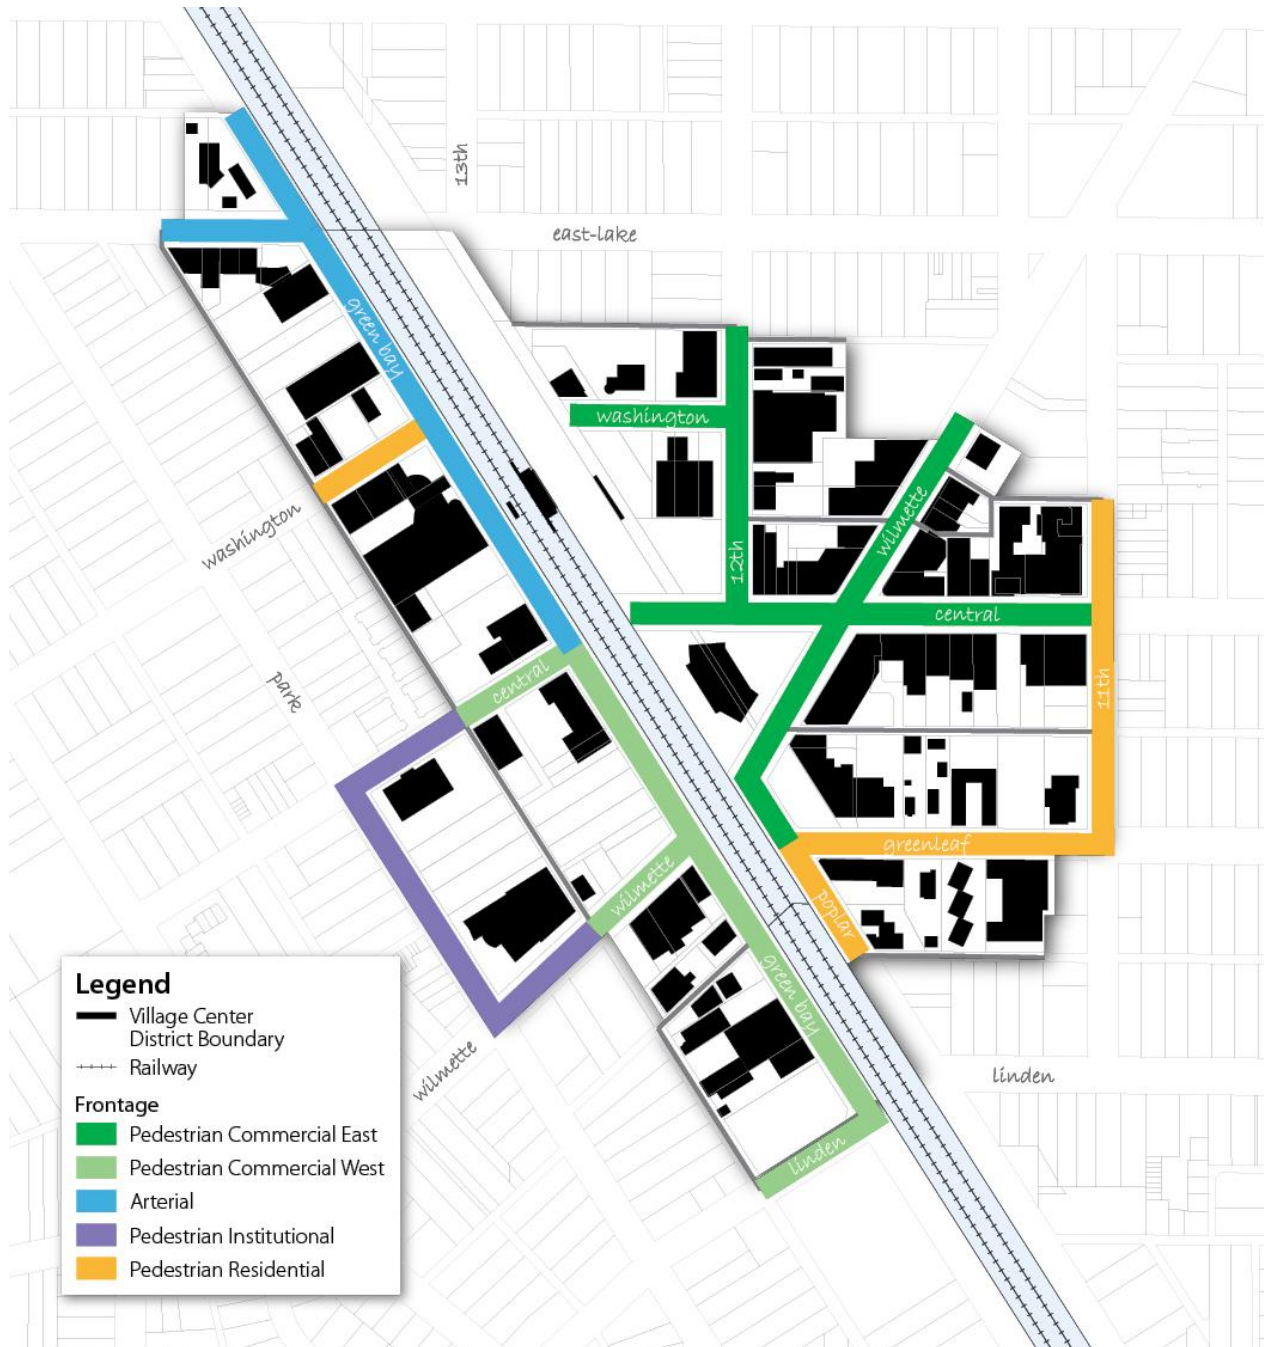 13th
east-lake
green bay
washington
12th
wilmette
central
washington
park
central
11th
wilmette
greenleaf
poplar
green bay
wilmette
linden
linden
Legend
Village Center
District Boundary
Railway
Frontage
Pedestrian Commercial East
Pedestrian Commercial West
Arterial
Pedestrian Institutional
Pedestrian Residential